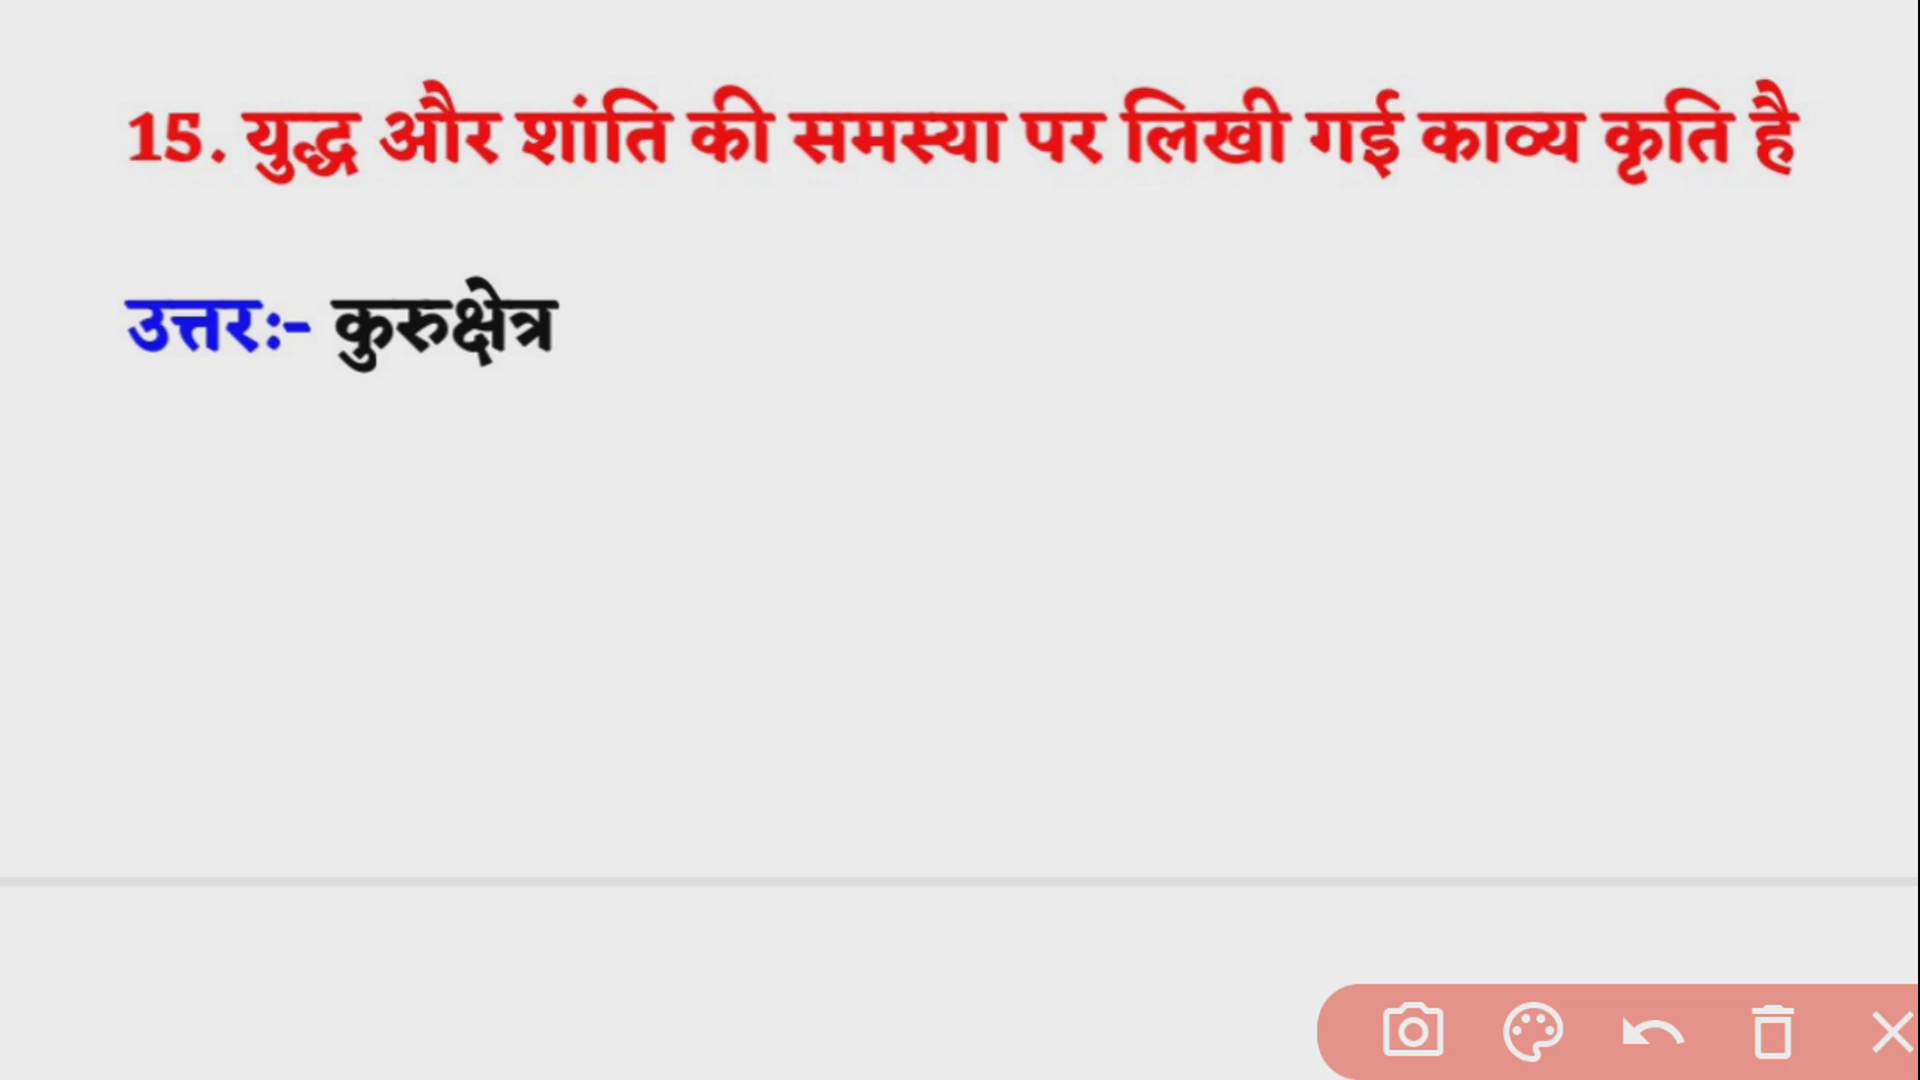 15. युद्ध और शांति की समस्या पर लिखी गई काव्य कृति है
उत्तरः- कुरुक्षेत्र